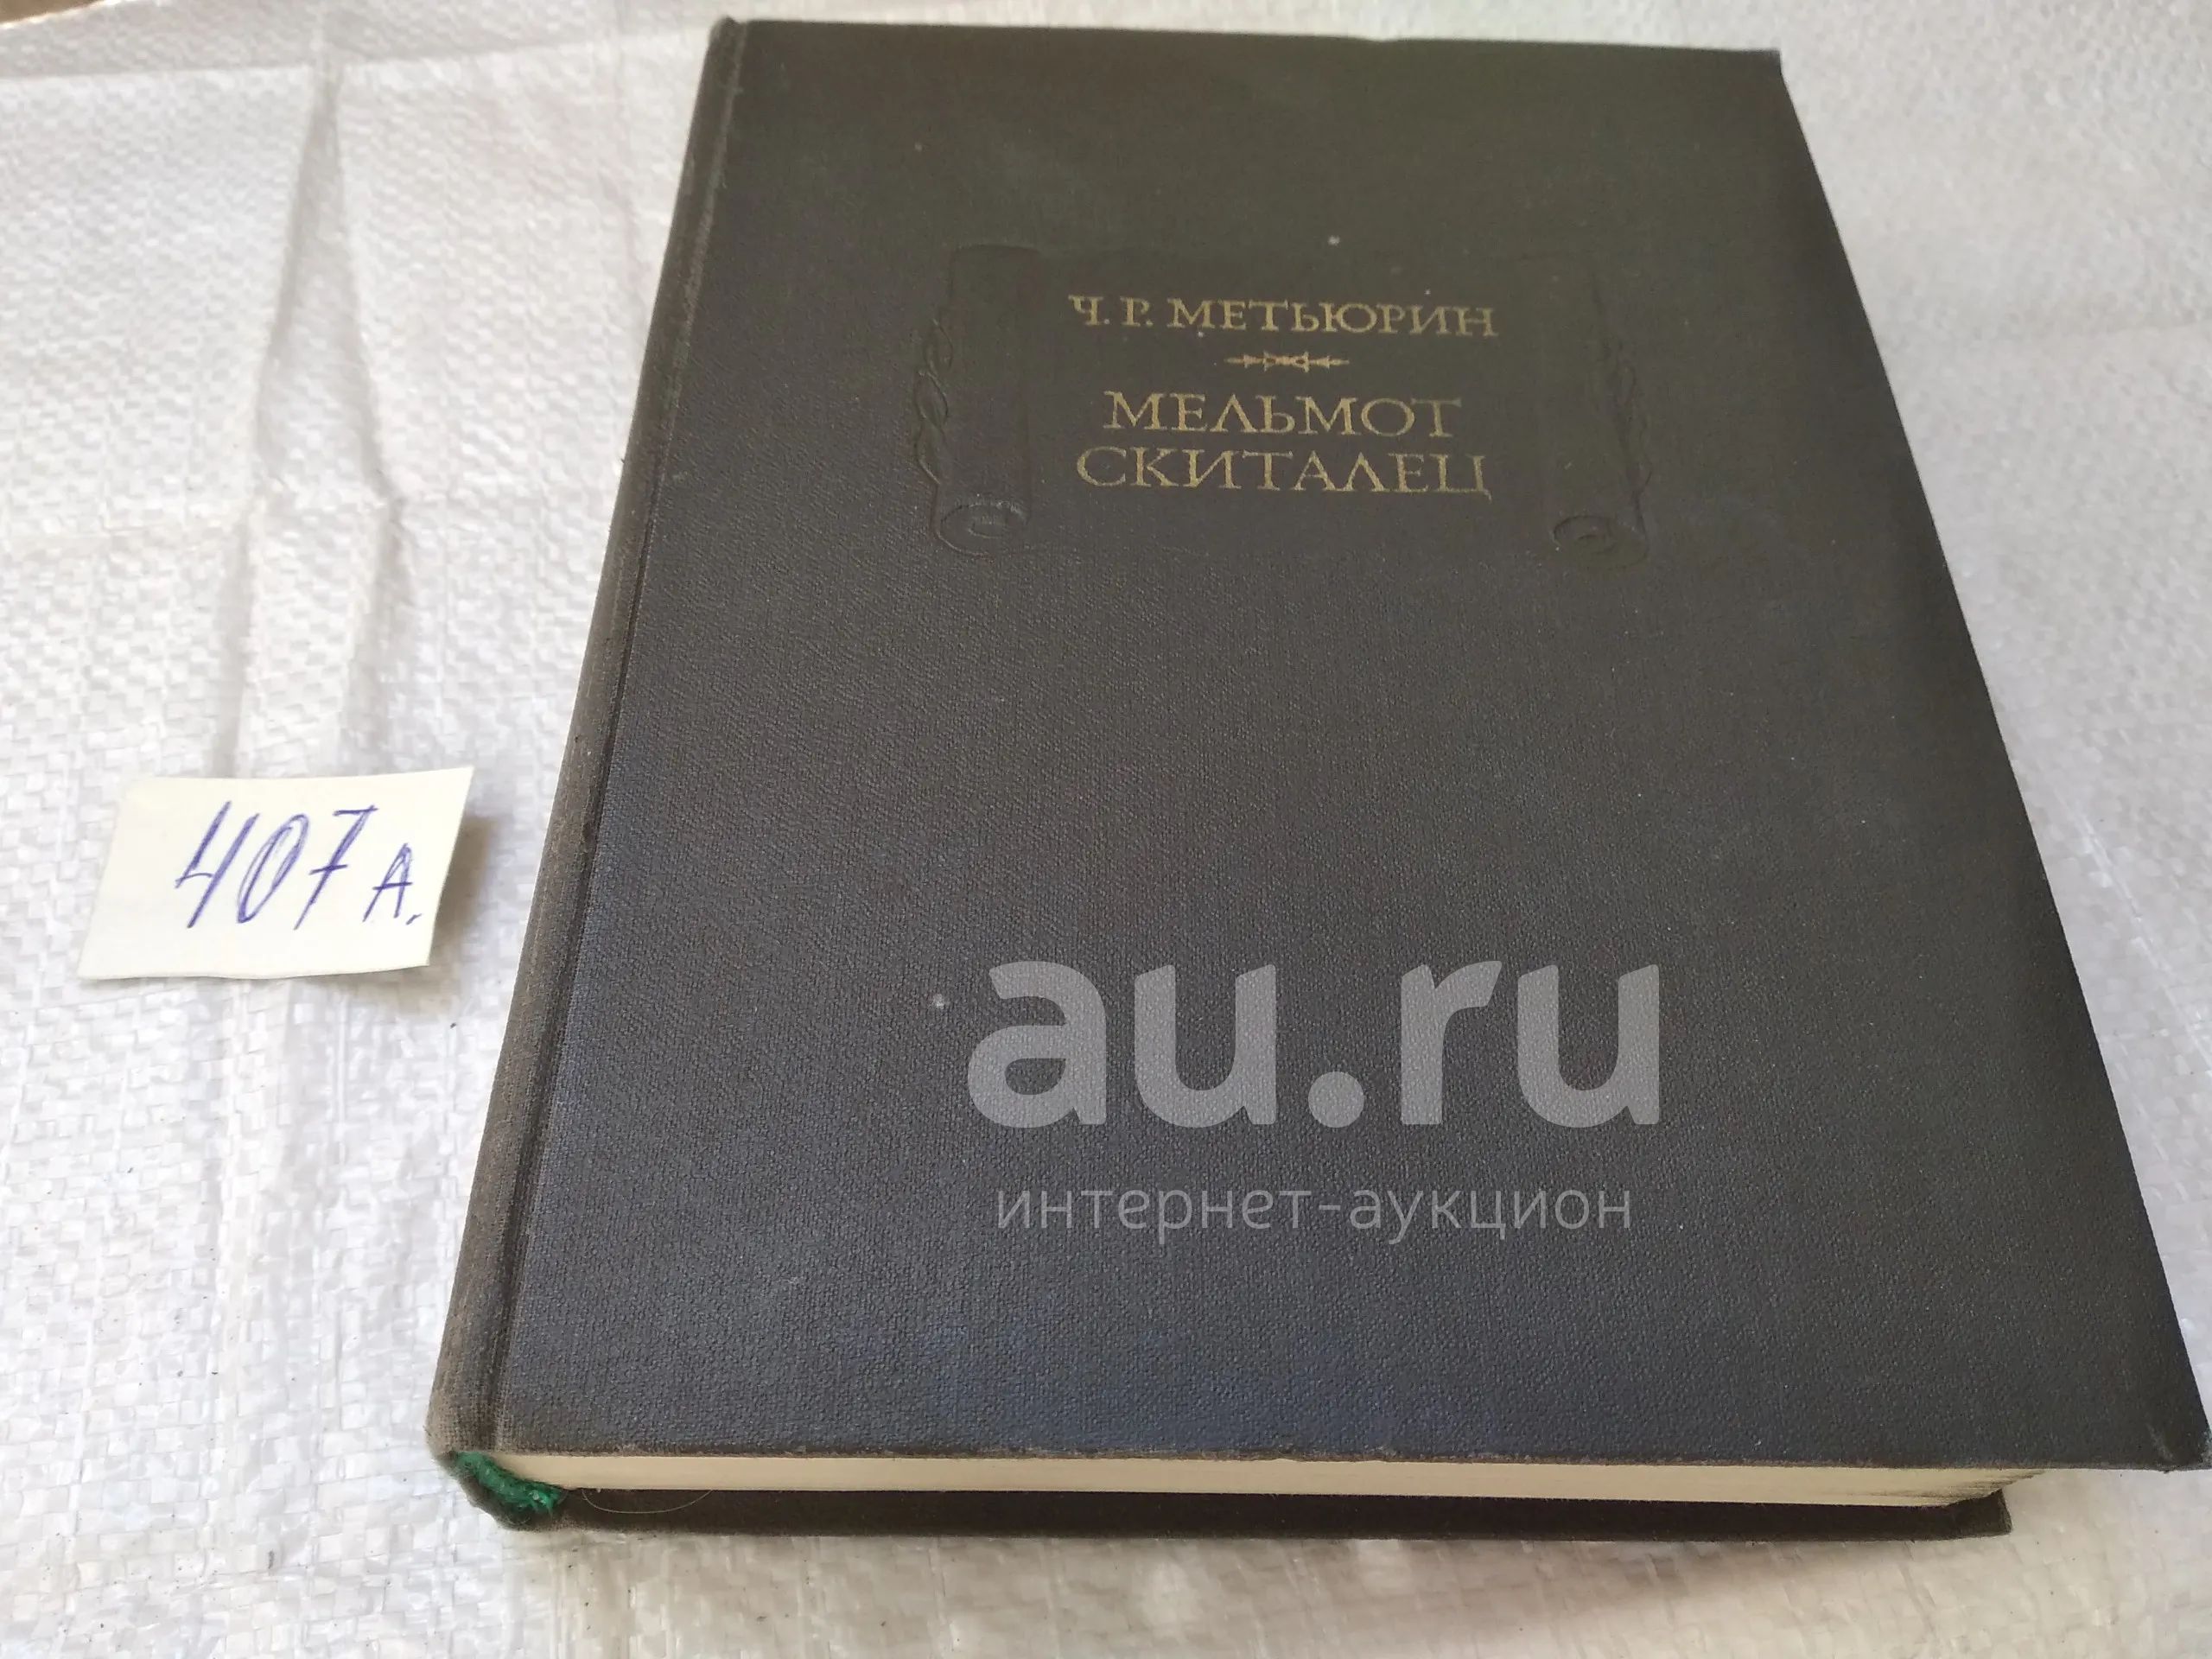 Ч. Р. МЕТЬЮРИН
МЕЛЬМОТ
СКИТАЛЕЦ
407 А.
au.ru
интернет-аукцион